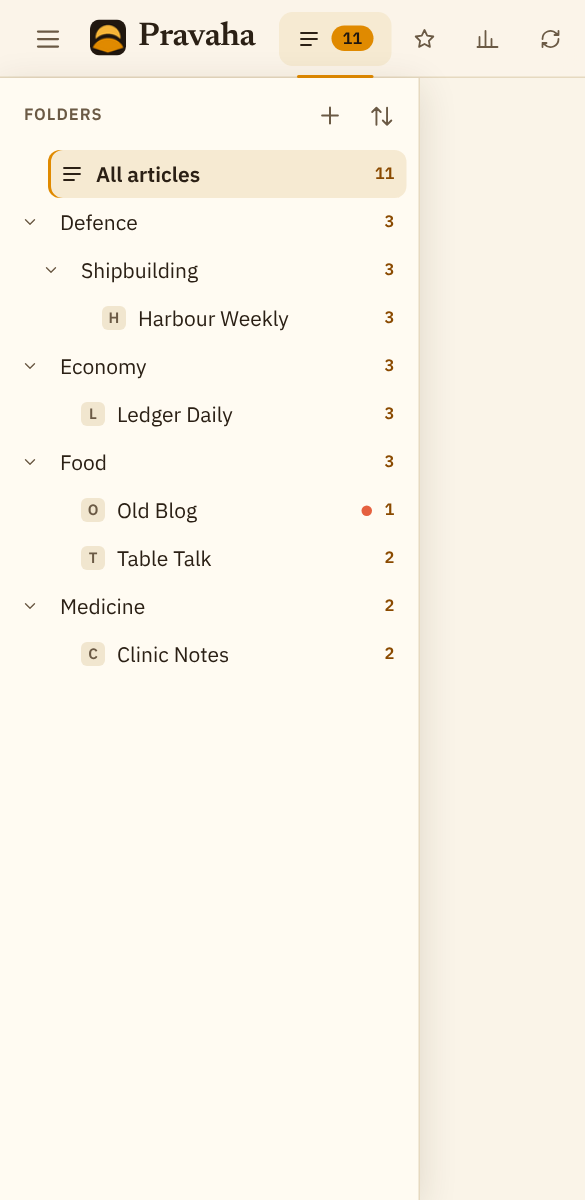 Pravaha
11
FOLDERS
All articles 11
Defence 3
Shipbuilding 3
H Harbour Weekly 3
Economy 3
L Ledger Daily 3
Food 3
O Old Blog 1
T Table Talk 2
Medicine 2
C Clinic Notes 2